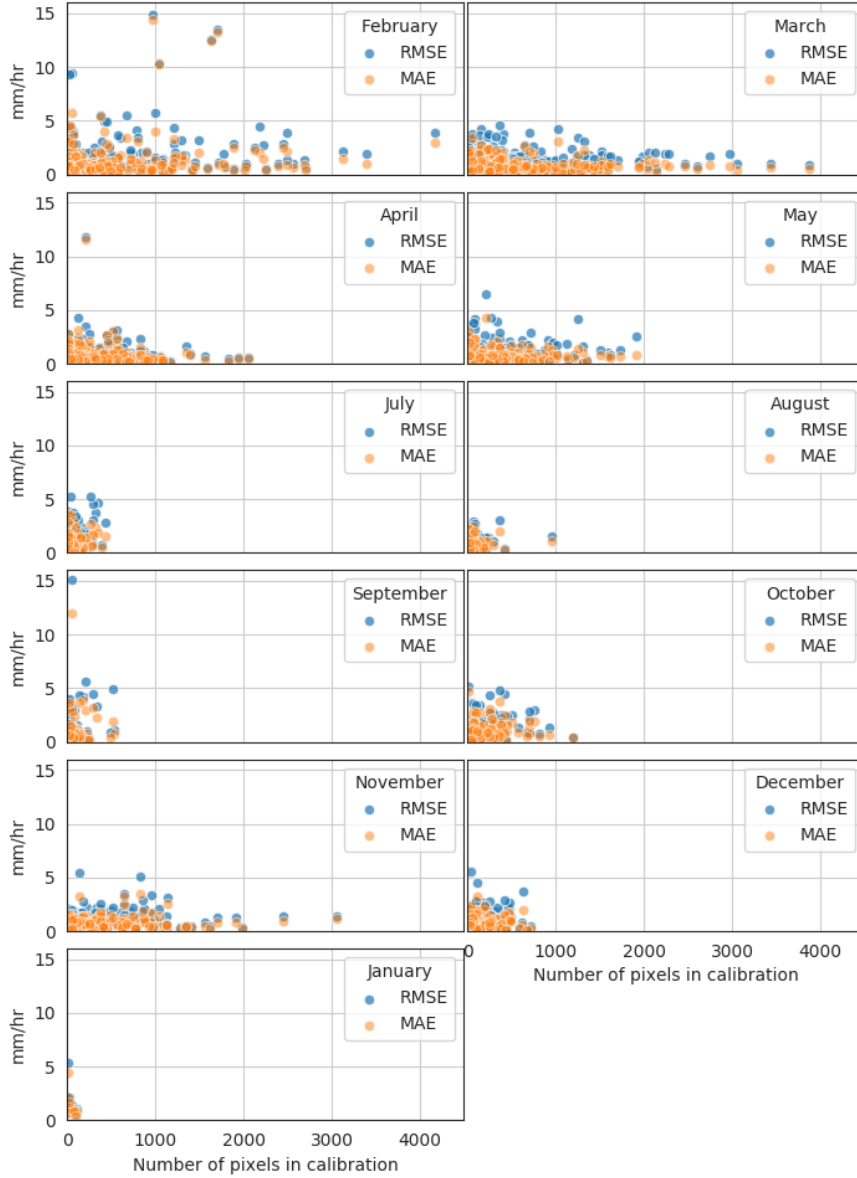 15
10
5
0
mm/hr
February
RMSE
MAE
March
RMSE
MAE
15
10
5
0
mm/hr
April
RMSE
MAE
May
RMSE
MAE
15
10
5
0
mm/hr
July
RMSE
MAE
August
RMSE
MAE
15
10
5
0
mm/hr
September
RMSE
MAE
October
RMSE
MAE
15
10
5
0
mm/hr
November
RMSE
MAE
December
RMSE
MAE
0 1000 2000 3000 4000
Number of pixels in calibration
15
10
5
0
mm/hr
January
RMSE
MAE
0 1000 2000 3000 4000
Number of pixels in calibration